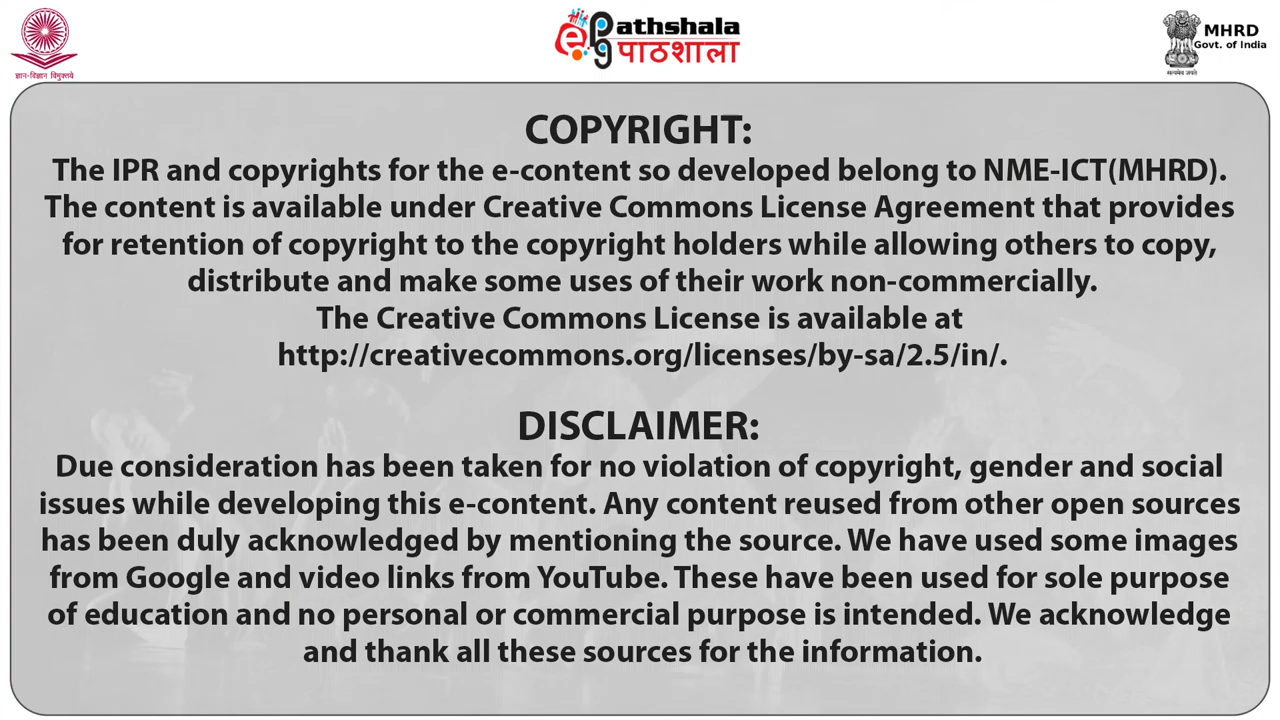 ज्ञान-विज्ञान विमुक्तये
ePG Pathshala
पाठशाला
MHRD
Govt. of India
सत्यमेव जयते
COPYRIGHT:
The IPR and copyrights for the e-content so developed belong to NME-ICT(MHRD).
The content is available under Creative Commons License Agreement that provides
for retention of copyright to the copyright holders while allowing others to copy,
distribute and make some uses of their work non-commercially.
The Creative Commons License is available at
http://creativecommons.org/licenses/by-sa/2.5/in/.
DISCLAIMER:
Due consideration has been taken for no violation of copyright, gender and social
issues while developing this e-content. Any content reused from other open sources
has been duly acknowledged by mentioning the source. We have used some images
from Google and video links from YouTube. These have been used for sole purpose
of education and no personal or commercial purpose is intended. We acknowledge
and thank all these sources for the information.